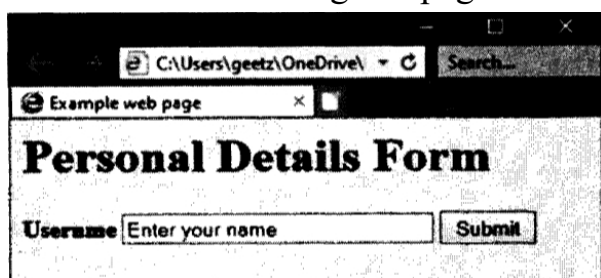 C:\Users\geetz\OneDrive\ Search...
Example web page
Personal Details Form
Username Enter your name Submit